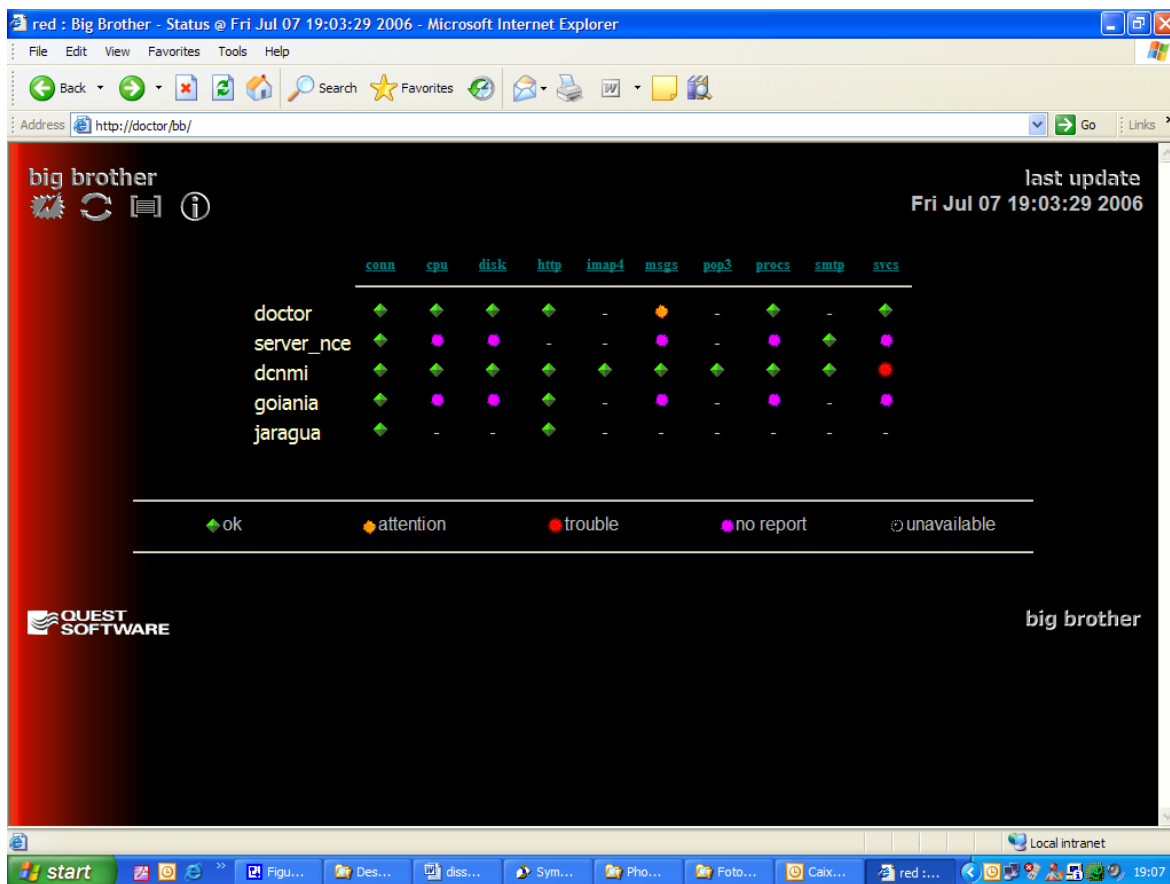 red : Big Brother - Status @ Fri Jul 07 19:03:29 2006 - Microsoft Internet Explorer
File Edit View Favorites Tools Help
Back Search Favorites
Address http://doctor/bb/ Go Links
big brother
last update
Fri Jul 07 19:03:29 2006
conn cpu disk http imap4 msgs pop3 procs smtp svcs
doctor - - -
server_nce - - - -
dcnmi
goiania - - -
jaragua - - - - - - - -
ok attention trouble no report unavailable
QUEST SOFTWARE
big brother
Local intranet
start Figu... Des... diss... Sym... Pho... Foto... Caix... red :... 19:07